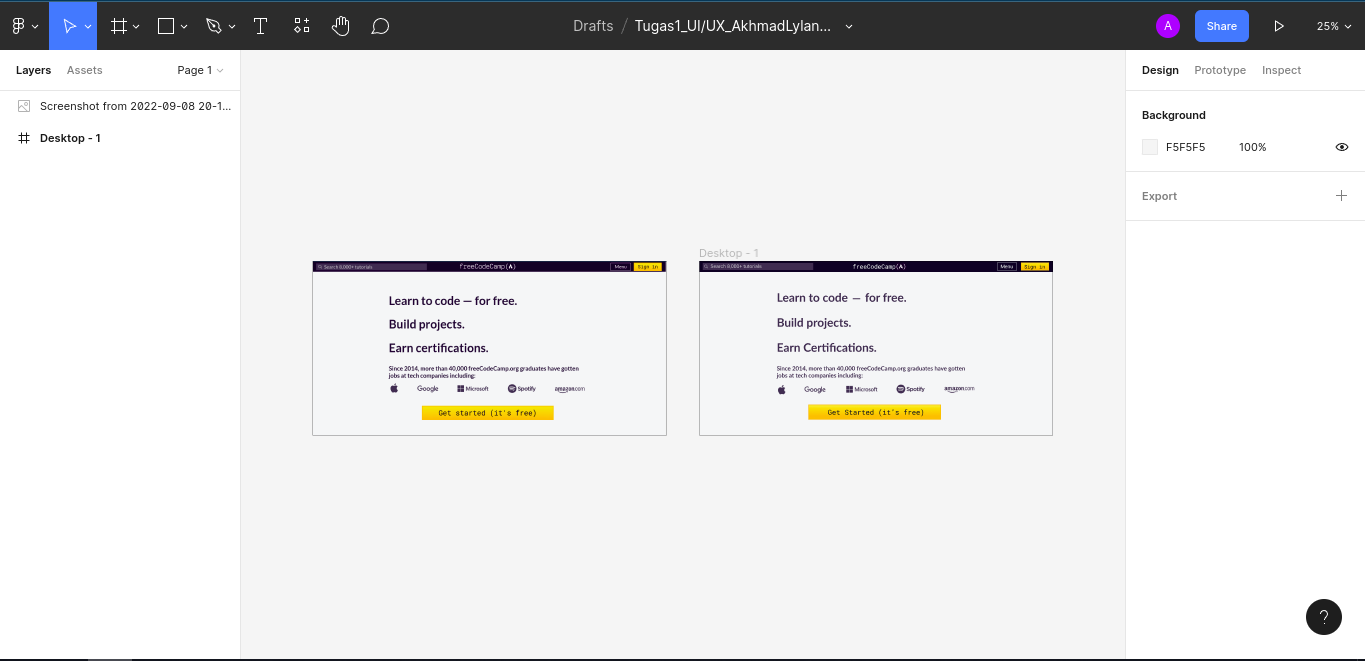 Drafts / Tugas1_UI/UX_AkhmadLylan...
A
Share
25%
Layers
Assets
Page 1
Screenshot from 2022-09-08 20-1...
Desktop - 1
Search 8,000+ tutorials
freeCodeCamp(A)
Menu
Sign in
Learn to code — for free.
Build projects.
Earn certifications.
Since 2014, more than 40,000 freeCodeCamp.org graduates have gotten
jobs at tech companies including:
Google
Microsoft
Spotify
amazon.com
Get started (it's free)
Desktop - 1
Search 8,000+ tutorials
freeCodeCamp(A)
Menu
Sign in
Learn to code — for free.
Build projects.
Earn Certifications.
Since 2014, more than 40,000 freeCodeCamp.org graduates have gotten
jobs at tech companies including:
Google
Microsoft
Spotify
amazon.com
Get Started (it's free)
Design
Prototype
Inspect
Background
F5F5F5
100%
Export
?